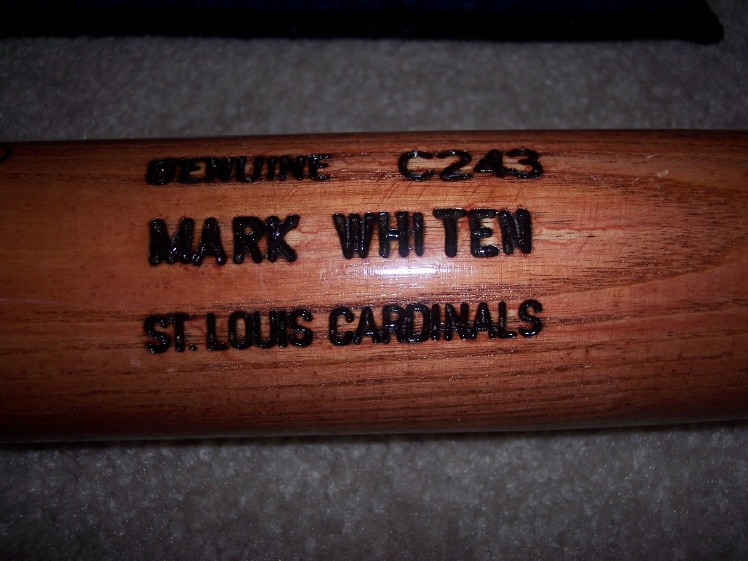 GENUINE C243
MARK WHITEN
ST. LOUIS CARDINALS